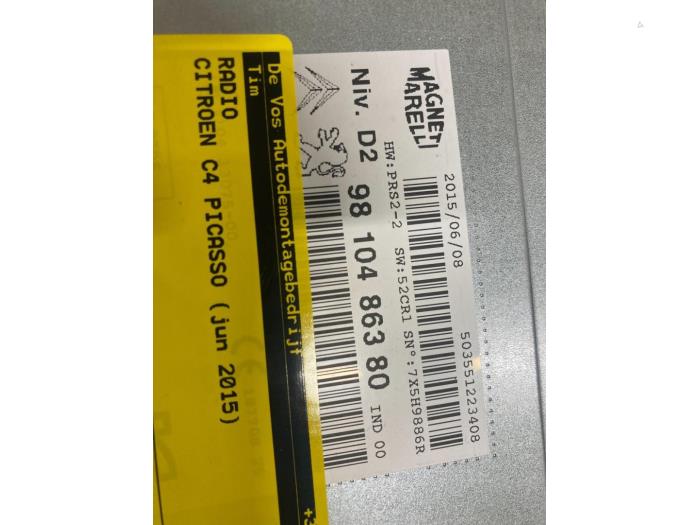 MAGNETI
MARELLI
2015/06/08
503551223408
HW:PRS2-2 SW:52CR1 SN°:7X5H9886R
Niv. D2 98 104 863 80 IND 00
De Vos Autodemontagebedrijf
Tim
RADIO
CITROEN C4 PICASSO (jun 2015)